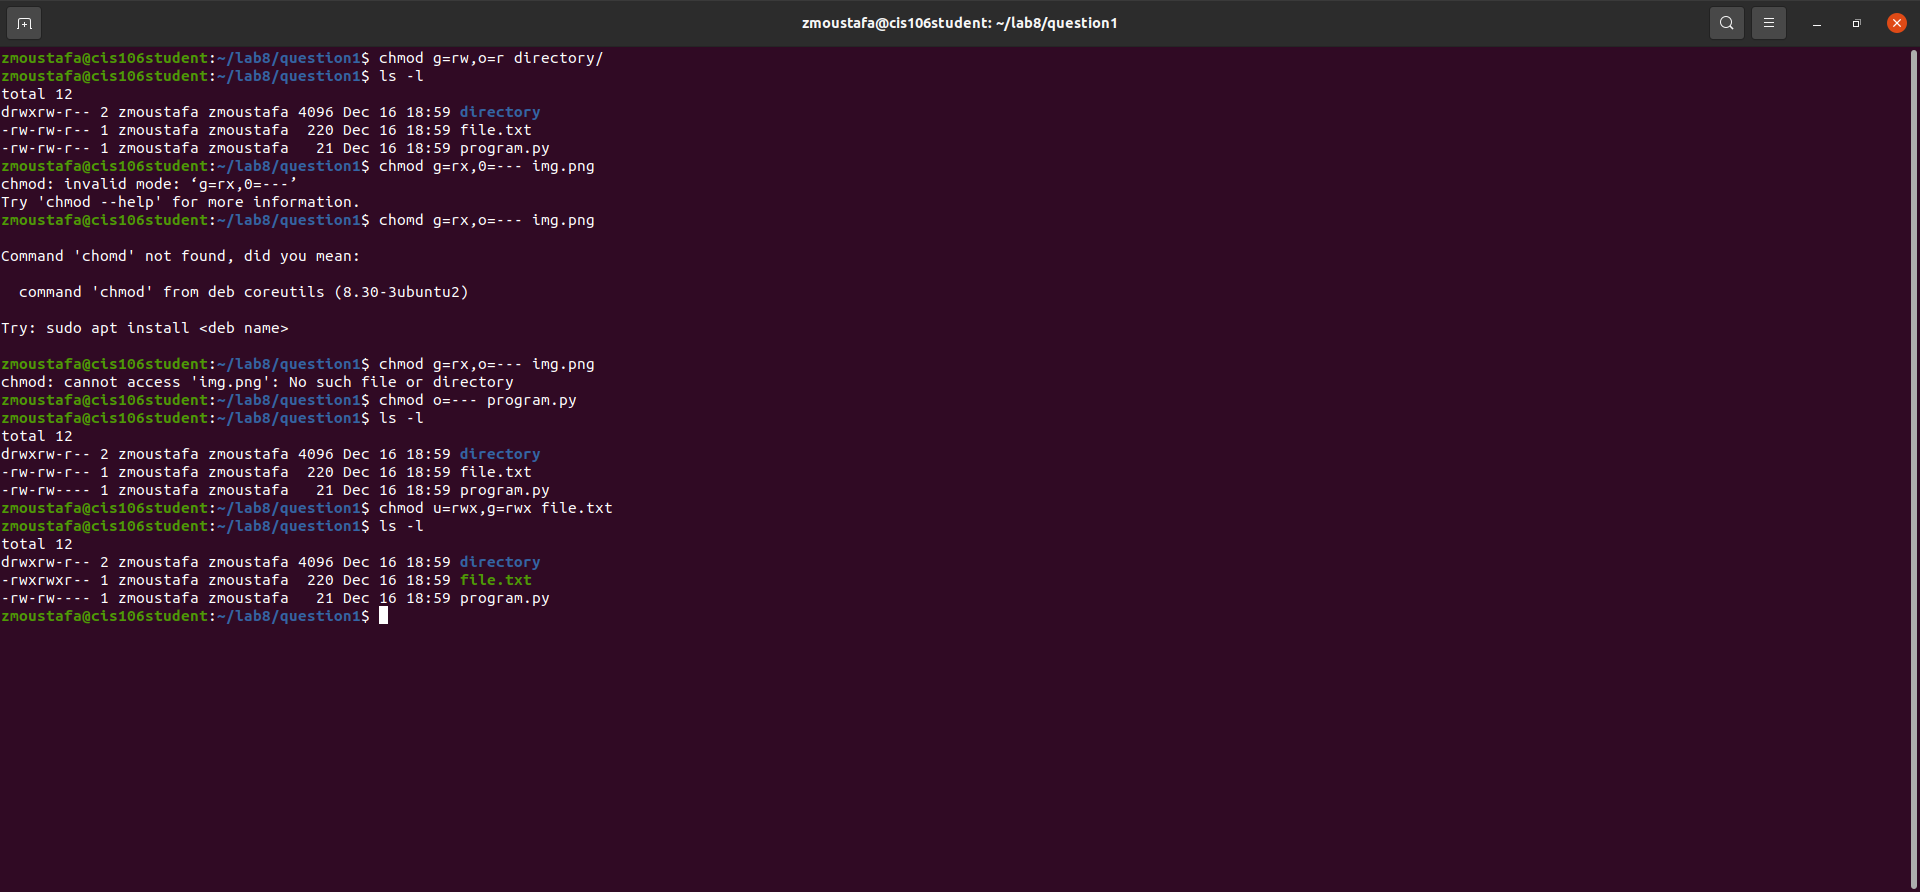 zmoustafa@cis106student: ~/lab8/question1
zmoustafa@cis106student:~/lab8/question1$ chmod g=rw,o=r directory/
zmoustafa@cis106student:~/lab8/question1$ ls -l
total 12
drwxrw-r-- 2 zmoustafa zmoustafa 4096 Dec 16 18:59 directory
-rw-rw-r-- 1 zmoustafa zmoustafa  220 Dec 16 18:59 file.txt
-rw-rw-r-- 1 zmoustafa zmoustafa   21 Dec 16 18:59 program.py
zmoustafa@cis106student:~/lab8/question1$ chmod g=rx,0=--- img.png
chmod: invalid mode: ‘g=rx,0=---’
Try 'chmod --help' for more information.
zmoustafa@cis106student:~/lab8/question1$ chomd g=rx,o=--- img.png
Command 'chomd' not found, did you mean:
  command 'chmod' from deb coreutils (8.30-3ubuntu2)
Try: sudo apt install <deb name>
zmoustafa@cis106student:~/lab8/question1$ chmod g=rx,o=--- img.png
chmod: cannot access 'img.png': No such file or directory
zmoustafa@cis106student:~/lab8/question1$ chmod o=--- program.py
zmoustafa@cis106student:~/lab8/question1$ ls -l
total 12
drwxrw-r-- 2 zmoustafa zmoustafa 4096 Dec 16 18:59 directory
-rw-rw-r-- 1 zmoustafa zmoustafa  220 Dec 16 18:59 file.txt
-rw-rw---- 1 zmoustafa zmoustafa   21 Dec 16 18:59 program.py
zmoustafa@cis106student:~/lab8/question1$ chmod u=rwx,g=rwx file.txt
zmoustafa@cis106student:~/lab8/question1$ ls -l
total 12
drwxrw-r-- 2 zmoustafa zmoustafa 4096 Dec 16 18:59 directory
-rwxrwxr-- 1 zmoustafa zmoustafa  220 Dec 16 18:59 file.txt
-rw-rw---- 1 zmoustafa zmoustafa   21 Dec 16 18:59 program.py
zmoustafa@cis106student:~/lab8/question1$